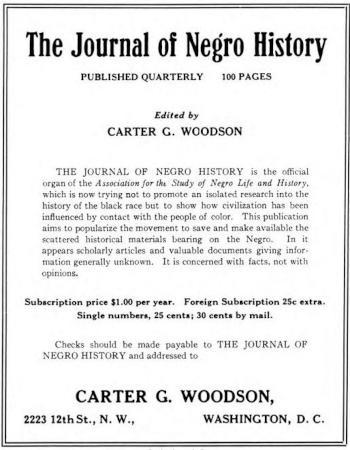 The Journal of Negro History
PUBLISHED QUARTERLY 100 PAGES
Edited by
CARTER G. WOODSON
THE JOURNAL OF NEGRO HISTORY is the official
organ of the Association for the Study of Negro Life and History,
which is now trying not to promote an isolated research into the
history of the black race but to show how civilization has been
influenced by contact with the people of color. This publication
aims to popularize the movement to save and make available the
scattered historical materials bearing on the Negro. In it
appears scholarly articles and valuable documents giving infor-
mation generally unknown. It is concerned with facts, not with
opinions.
Subscription price $1.00 per year. Foreign Subscription 25c extra.
Single numbers, 25 cents; 30 cents by mail.
Checks should be made payable to THE JOURNAL OF
NEGRO HISTORY and addressed to
CARTER G. WOODSON,
2223 12th St., N. W., WASHINGTON, D. C.